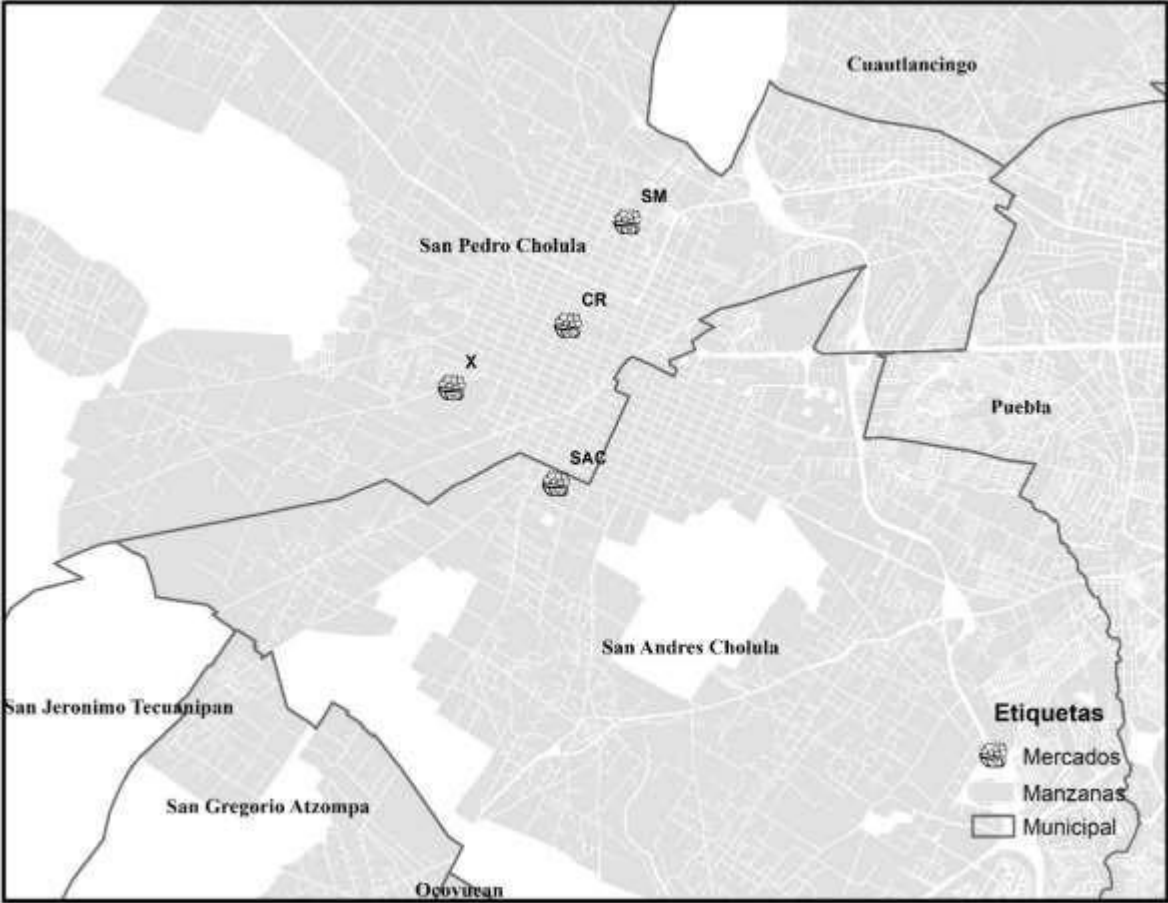 Cuautlancingo
SM
San Pedro Cholula
CR
X
Puebla
SAC
San Andres Cholula
San Jeronimo Tecuanipan
Etiquetas
Mercados
Manzanas
San Gregorio Atzompa
Municipal
Ocoyucan